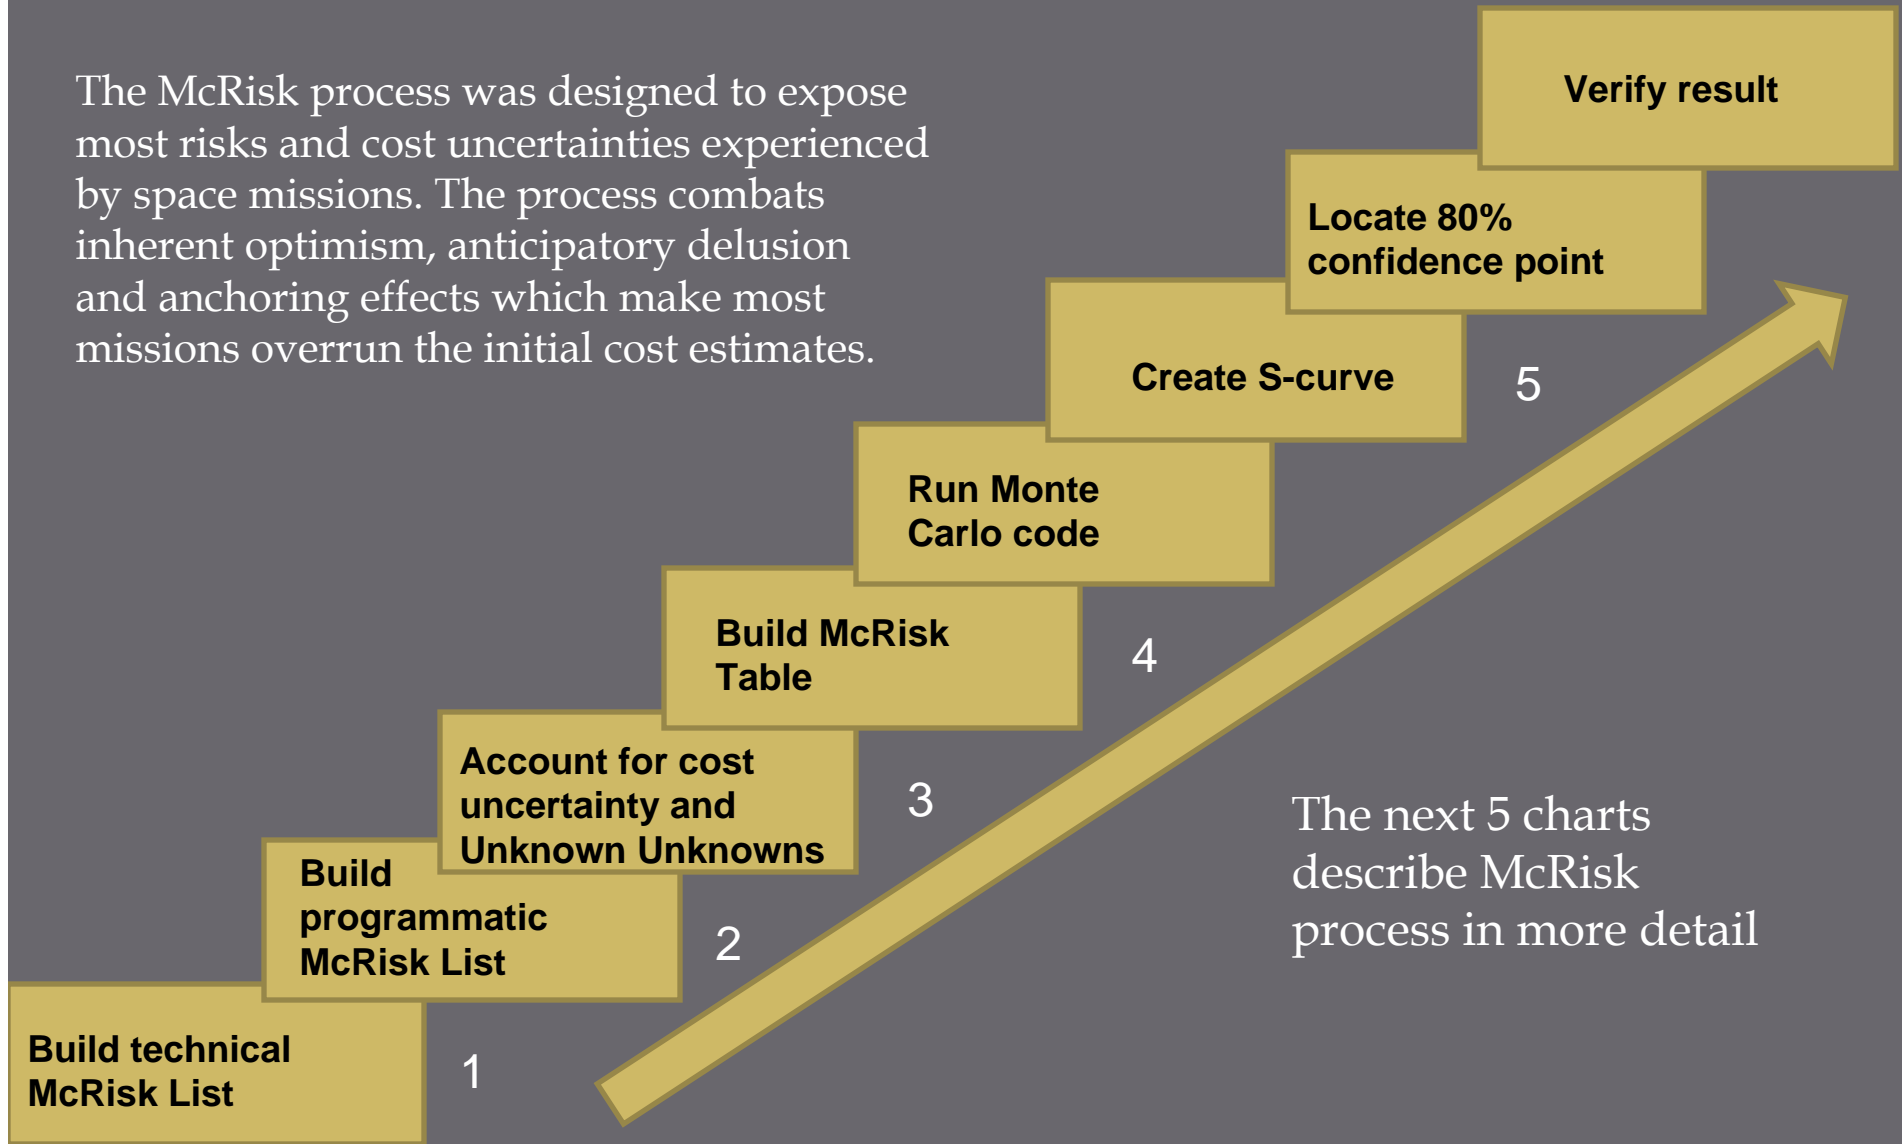 The McRisk process was designed to expose
most risks and cost uncertainties experienced
by space missions. The process combats
inherent optimism, anticipatory delusion
and anchoring effects which make most
missions overrun the initial cost estimates.
Verify result
Locate 80%
confidence point
Create S-curve
5
Run Monte
Carlo code
Build McRisk
Table
4
Account for cost
uncertainty and
Unknown Unknowns
3
The next 5 charts
describe McRisk
process in more detail
Build
programmatic
McRisk List
2
Build technical
McRisk List
1